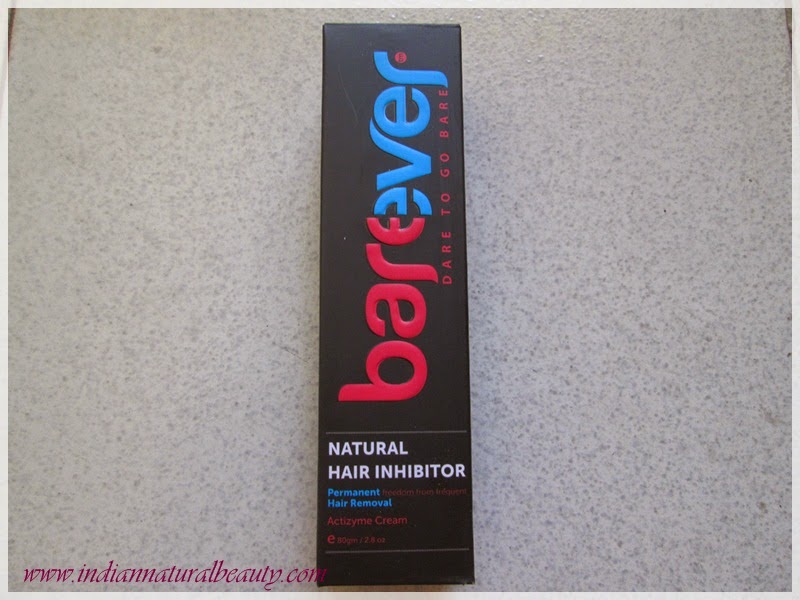 bareever
DARE TO GO BARE
NATURAL
HAIR INHIBITOR
Permanent freedom from frequent
Hair Removal
Actizyme Cream
e 80gm / 2.8 oz
www.indiannaturalbeauty.com